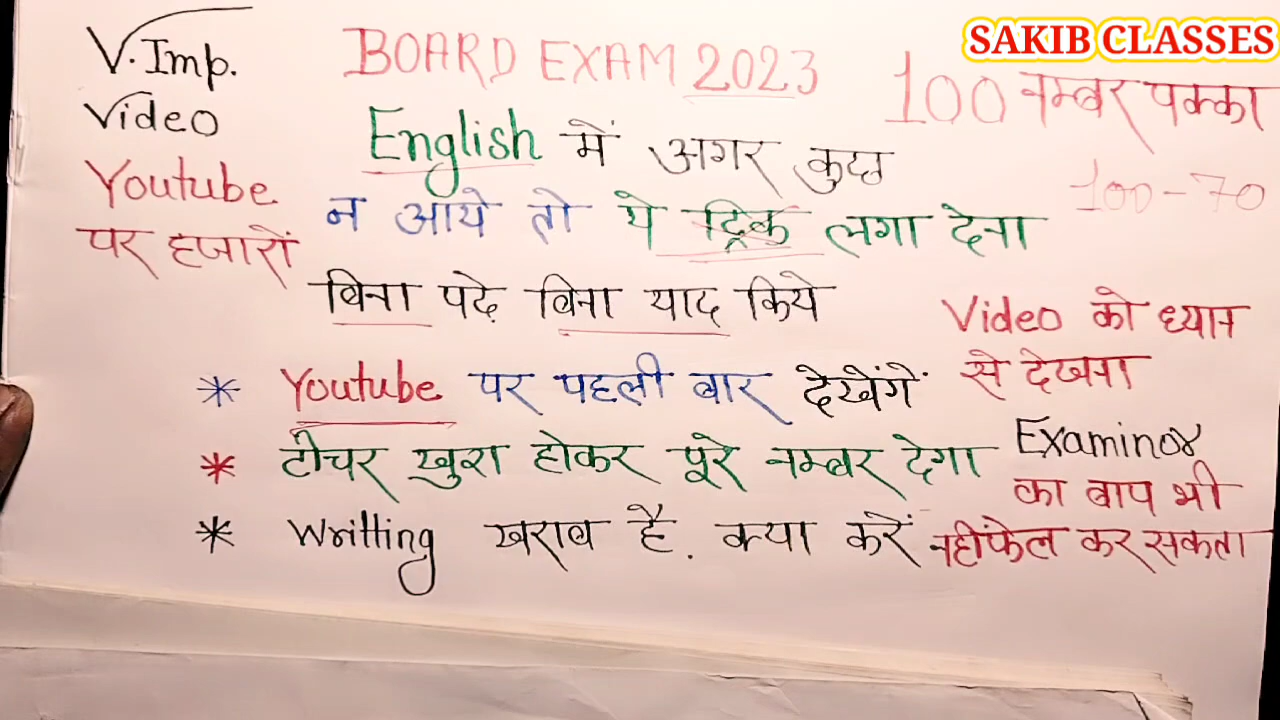 SAKIB CLASSES
V. Imp.
Video
Youtube
पर हजारों
BOARD EXAM 2023
100 नम्बर पक्का
English में अगर कुछ
100-70
न आये तो ये ट्रिक लगा देना
बिना पढे बिना याद किये
Video को ध्यान
से देखना
* Youtube पर पहली बार देखेंगें
* टीचर खुश होकर पूरे नम्बर देगा
* Writting खराब है. क्या करें
Examinor
का बाप भी
नहीं फेल कर सकता